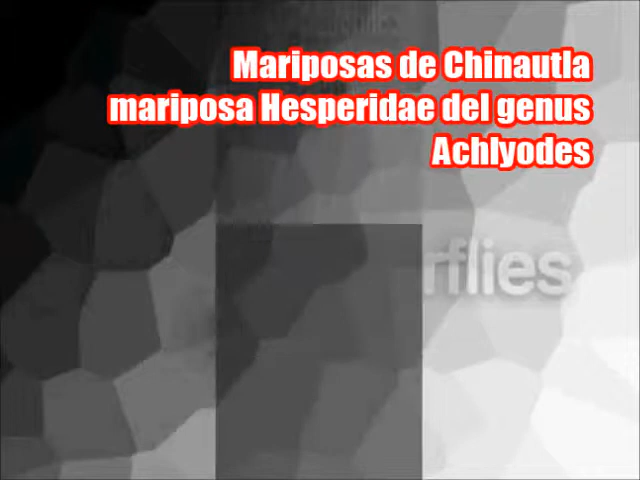 Mariposas de Chinautla
mariposa Hesperidae del genus
Achlyodes
rflies